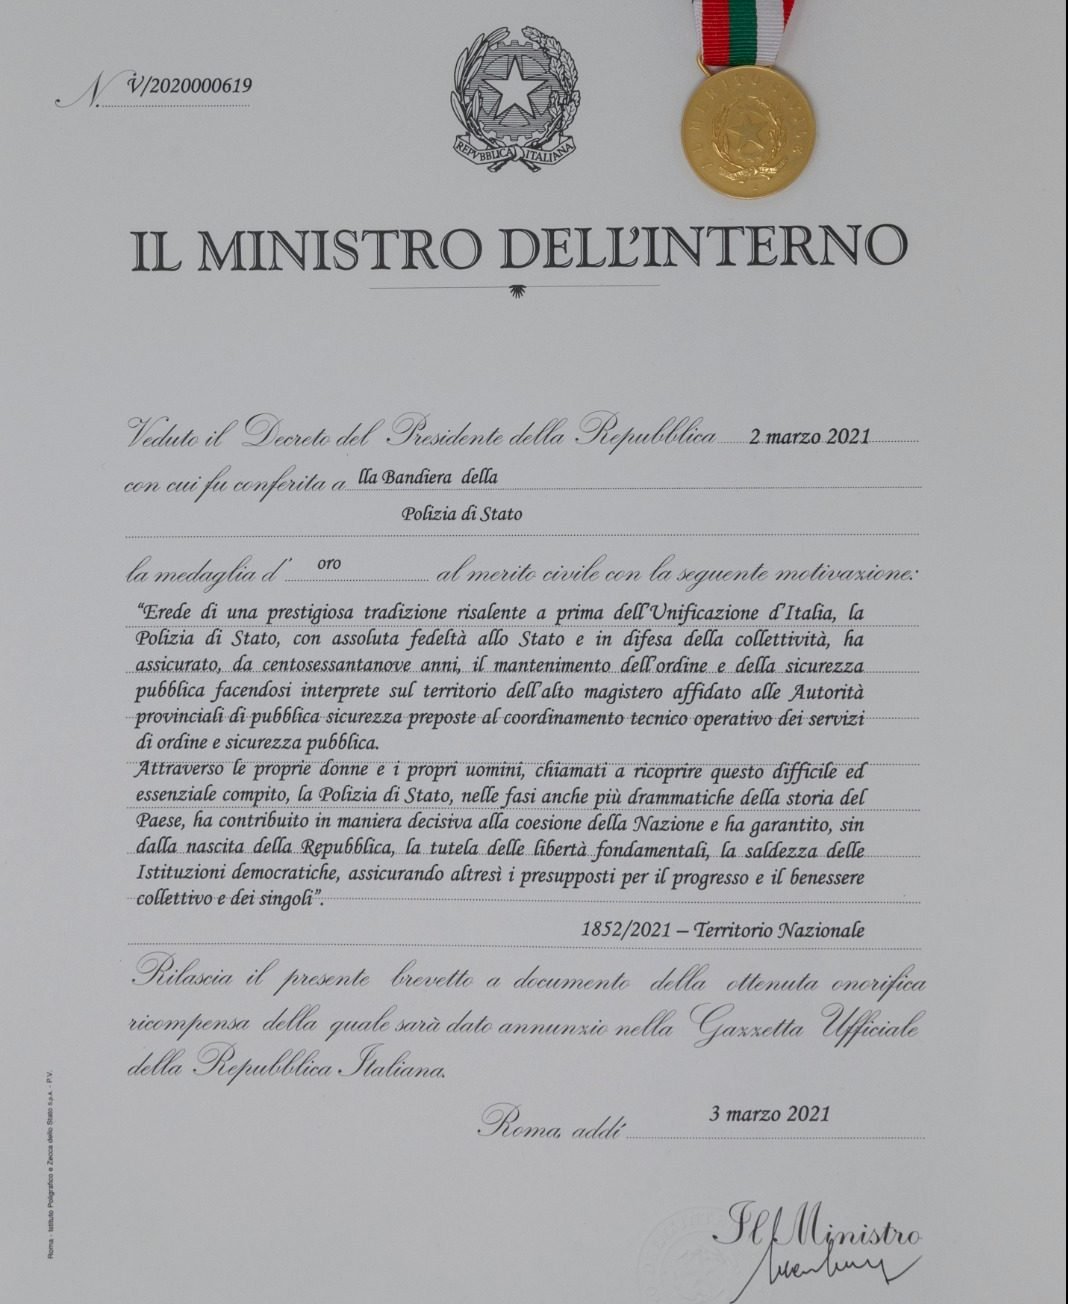 N. V/2020000619
REPVBBLICA ITALIANA
IL MINISTRO DELL'INTERNO
Veduto il Decreto del Presidente della Repubblica 2 marzo 2021
con cui fu conferita a lla Bandiera della
Polizia di Stato
la medaglia d' oro al merito civile con la seguente motivazione:
“Erede di una prestigiosa tradizione risalente a prima dell'Unificazione d'Italia, la
Polizia di Stato, con assoluta fedeltà allo Stato e in difesa della collettività, ha
assicurato, da centosessantanove anni, il mantenimento dell'ordine e della sicurezza
pubblica facendosi interprete sul territorio dell'alto magistero affidato alle Autorità
provinciali di pubblica sicurezza preposte al coordinamento tecnico operativo dei servizi
di ordine e sicurezza pubblica.
Attraverso le proprie donne e i propri uomini, chiamati a ricoprire questo difficile ed
essenziale compito, la Polizia di Stato, nelle fasi anche più drammatiche della storia del
Paese, ha contribuito in maniera decisiva alla coesione della Nazione e ha garantito, sin
dalla nascita della Repubblica, la tutela delle libertà fondamentali, la saldezza delle
Istituzioni democratiche, assicurando altresì i presupposti per il progresso e il benessere
collettivo e dei singoli”.
1852/2021 – Territorio Nazionale
Rilascia il presente brevetto a documento della ottenuta onorifica
ricompensa della quale sarà dato annunzio nella Gazzetta Ufficiale
della Repubblica Italiana.
Roma, addì 3 marzo 2021
Il Ministro
Roma - Istituto Poligrafico e Zecca dello Stato S.p.A. - P.V.